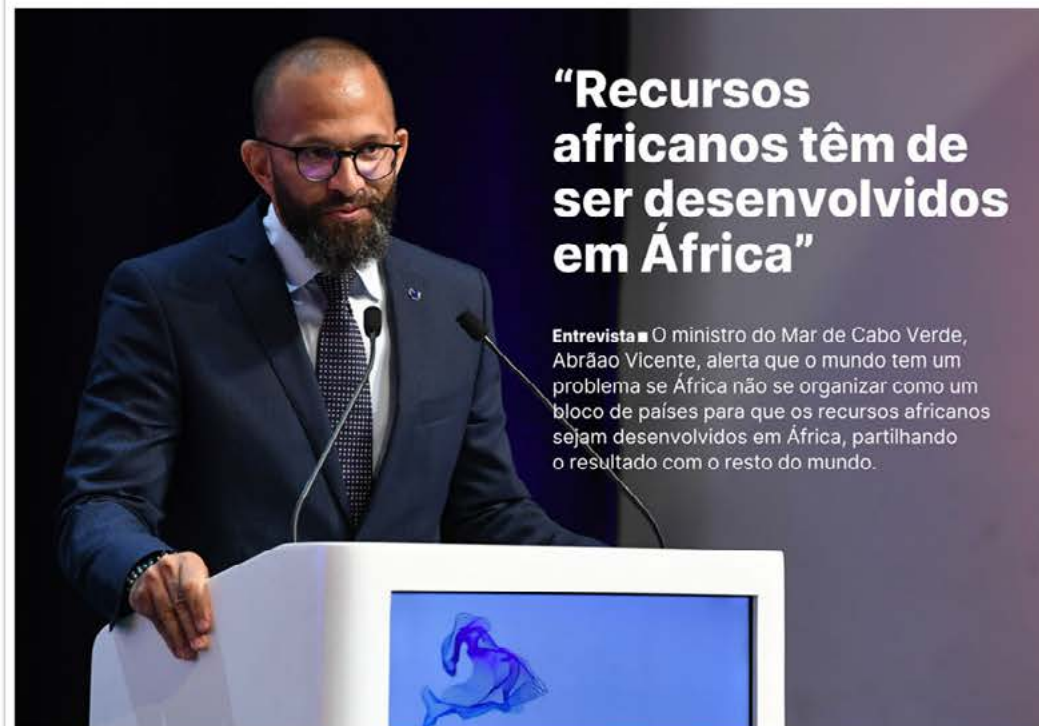 “Recursos
africanos têm de
ser desenvolvidos
em África”
Entrevista ■ O ministro do Mar de Cabo Verde,
Abrãao Vicente, alerta que o mundo tem um
problema se África não se organizar como um
bloco de países para que os recursos africanos
sejam desenvolvidos em África, partilhando
o resultado com o resto do mundo.